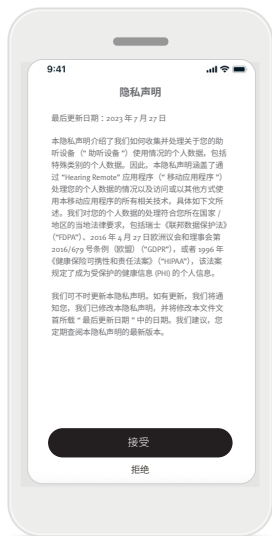 9:41
隐私声明
最后更新日期：2023 年 7 月 27 日
本隐私声明介绍了我们如何收集并处理关于您的助
听设备（“ 助听设备 ”）使用情况的个人数据，包括
特殊类别的个人数据。因此，本隐私声明涵盖了通
过 “Hearing Remote” 应用程序（“ 移动应用程序 ”）
处理您的个人数据的情况以及访问或以其他方式使
用本移动应用程序的所有相关技术，具体如下文所
述。我们对您的个人数据的处理符合您所在国家 /
地区的当地法律要求，包括瑞士《联邦数据保护法》
（“FDPA”），2016 年 4 月 27 日欧洲议会和理事会第
2016/679 号条例（欧盟）（“GDPR”），或者 1996 年
《健康保险可携性和责任法案》（“HIPAA”），该法案
规定了成为受保护的健康信息 (PHI) 的个人信息。
我们可不时更新本隐私声明。如有更新，我们将通
知您，我们已修改本隐私声明，并将修改本文件文
首所载 “ 最后更新日期 ” 中的日期。我们建议，您
定期查阅本隐私声明的最新版本。
接受
拒绝